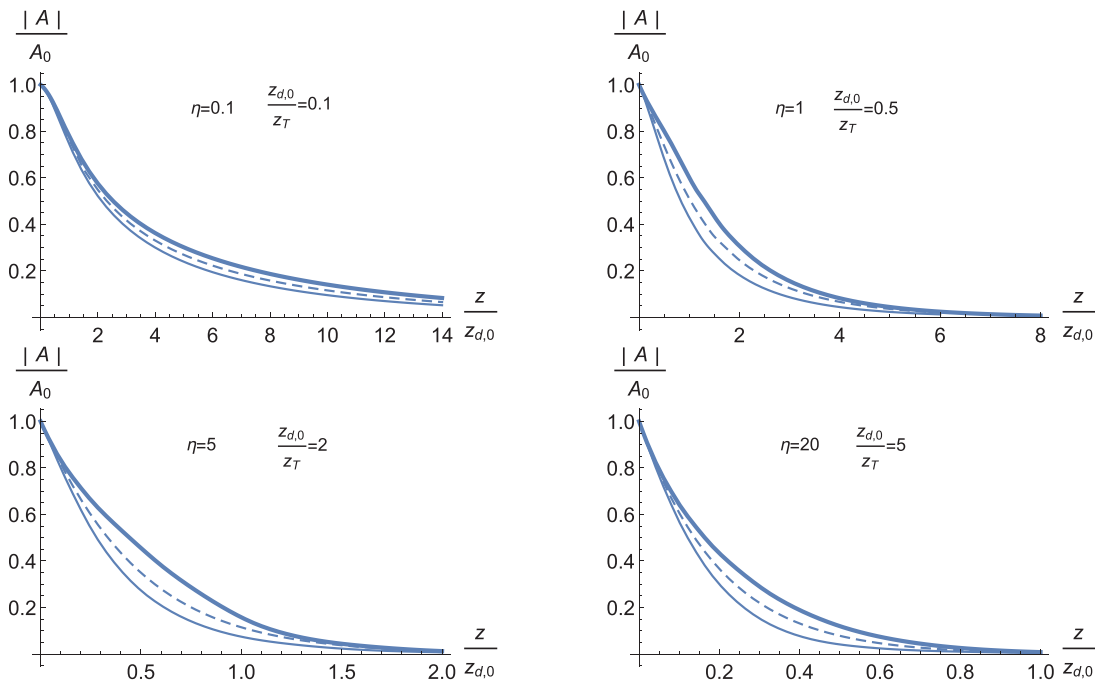 | A |
A0
1.0
0.8
0.6
0.4
0.2
η=0.1 zd,0/zT=0.1
2 4 6 8 10 12 14
z
zd,0
| A |
A0
1.0
0.8
0.6
0.4
0.2
η=1 zd,0/zT=0.5
2 4 6 8
z
zd,0
| A |
A0
1.0
0.8
0.6
0.4
0.2
η=5 zd,0/zT=2
0.5 1.0 1.5 2.0
z
zd,0
| A |
A0
1.0
0.8
0.6
0.4
0.2
η=20 zd,0/zT=5
0.2 0.4 0.6 0.8 1.0
z
zd,0